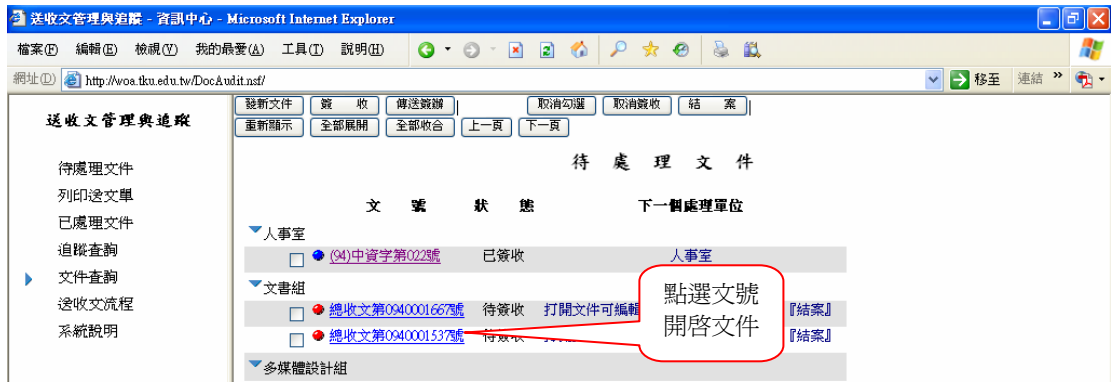 送收文管理與追蹤 - 資訊中心 - Microsoft Internet Explorer
檔案(F) 編輯(E) 檢視(V) 我的最愛(A) 工具(T) 說明(H)
網址(D) http://woa.tku.edu.tw/DocAudit.nsf/ 移至 連結 »
送收文管理與追蹤
待處理文件
列印送文單
已處理文件
追蹤查詢
文件查詢
送收文流程
系統說明
發新文件 簽 收 傳送簽辦 取消勾選 取消簽收 結 案
重新顯示 全部展開 全部收合 上一頁 下一頁
待 處 理 文 件
文 號 狀 態 下一個處理單位
人事室
(94)中資字第022號 已簽收 人事室
文書組
總收文第0940001667號 待簽收 打開文件可編輯 『結案』
總收文第0940001537號 待簽收 『結案』
多媒體設計組
點選文號
開啓文件